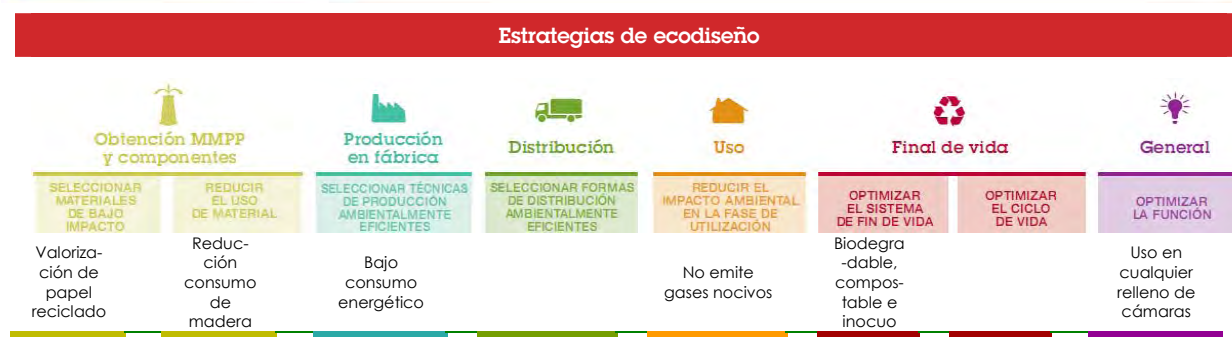 Estrategias de ecodiseño
Obtención MMPP
y componentes
Producción
en fábrica
Distribución
Uso
Final de vida
General
SELECCIONAR
MATERIALES
DE BAJO
IMPACTO
REDUCIR
EL USO
DE MATERIAL
SELECCIONAR TÉCNICAS
DE PRODUCCIÓN
AMBIENTALMENTE
EFICIENTES
SELECCIONAR FORMAS
DE DISTRIBUCIÓN
AMBIENTALMENTE
EFICIENTES
REDUCIR EL
IMPACTO AMBIENTAL
EN LA FASE DE
UTILIZACIÓN
OPTIMIZAR
EL SISTEMA
DE FIN DE VIDA
OPTIMIZAR
EL CICLO
DE VIDA
OPTIMIZAR
LA FUNCIÓN
Valoriza-
ción de
papel
reciclado
Reduc-
ción
consumo
de
madera
Bajo
consumo
energético
No emite
gases nocivos
Biodegra
-dable,
compos-
table e
inocuo
Uso en
cualquier
relleno de
cámaras